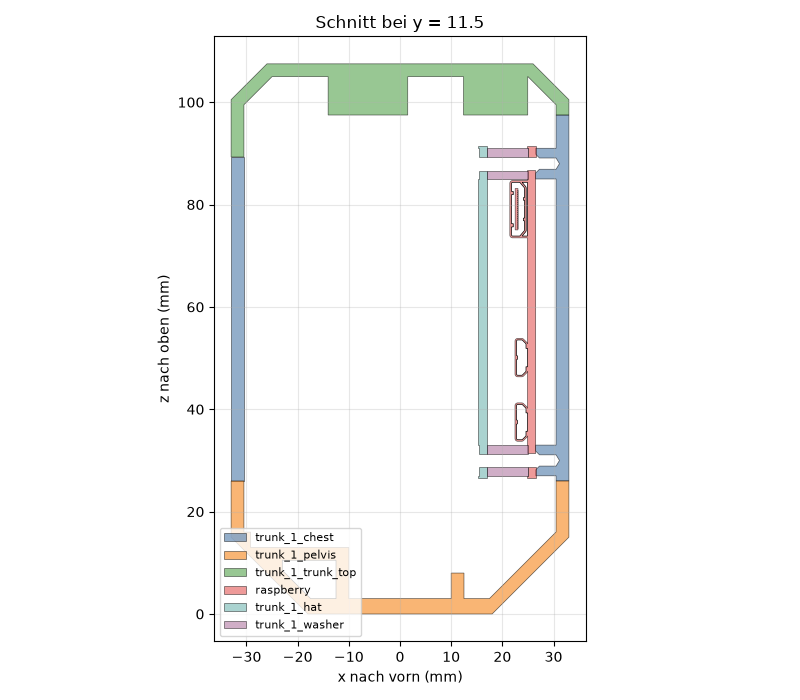 Schnitt bei y = 11.5
z nach oben (mm)
100
80
60
40
20
0
trunk_1_chest
trunk_1_pelvis
trunk_1_trunk_top
raspberry
trunk_1_hat
trunk_1_washer
−30 −20 −10 0 10 20 30
x nach vorn (mm)